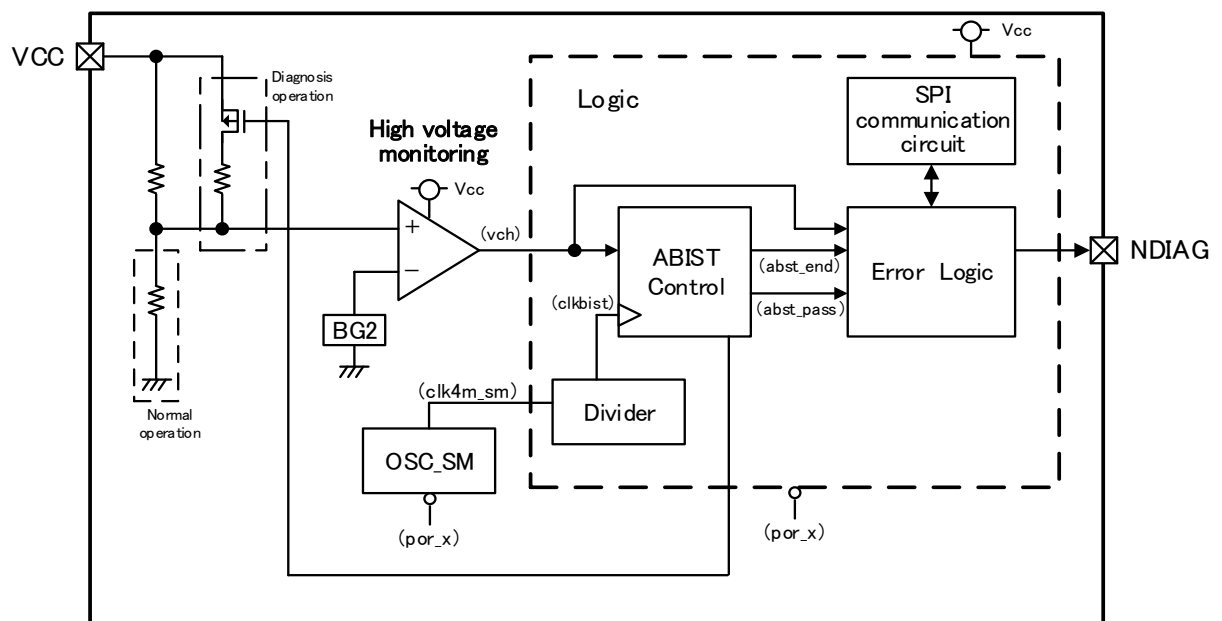 Vcc
VCC
Diagnosis
operation
Logic
SPI
communication
circuit
High voltage
monitoring
Vcc
+
(vch)
−
ABIST
Control
(abst_end)
(abst_pass)
Error Logic
NDIAG
(clkbist)
BG2
(clk4m_sm)
Divider
Normal
operation
OSC_SM
(por_x)
(por_x)